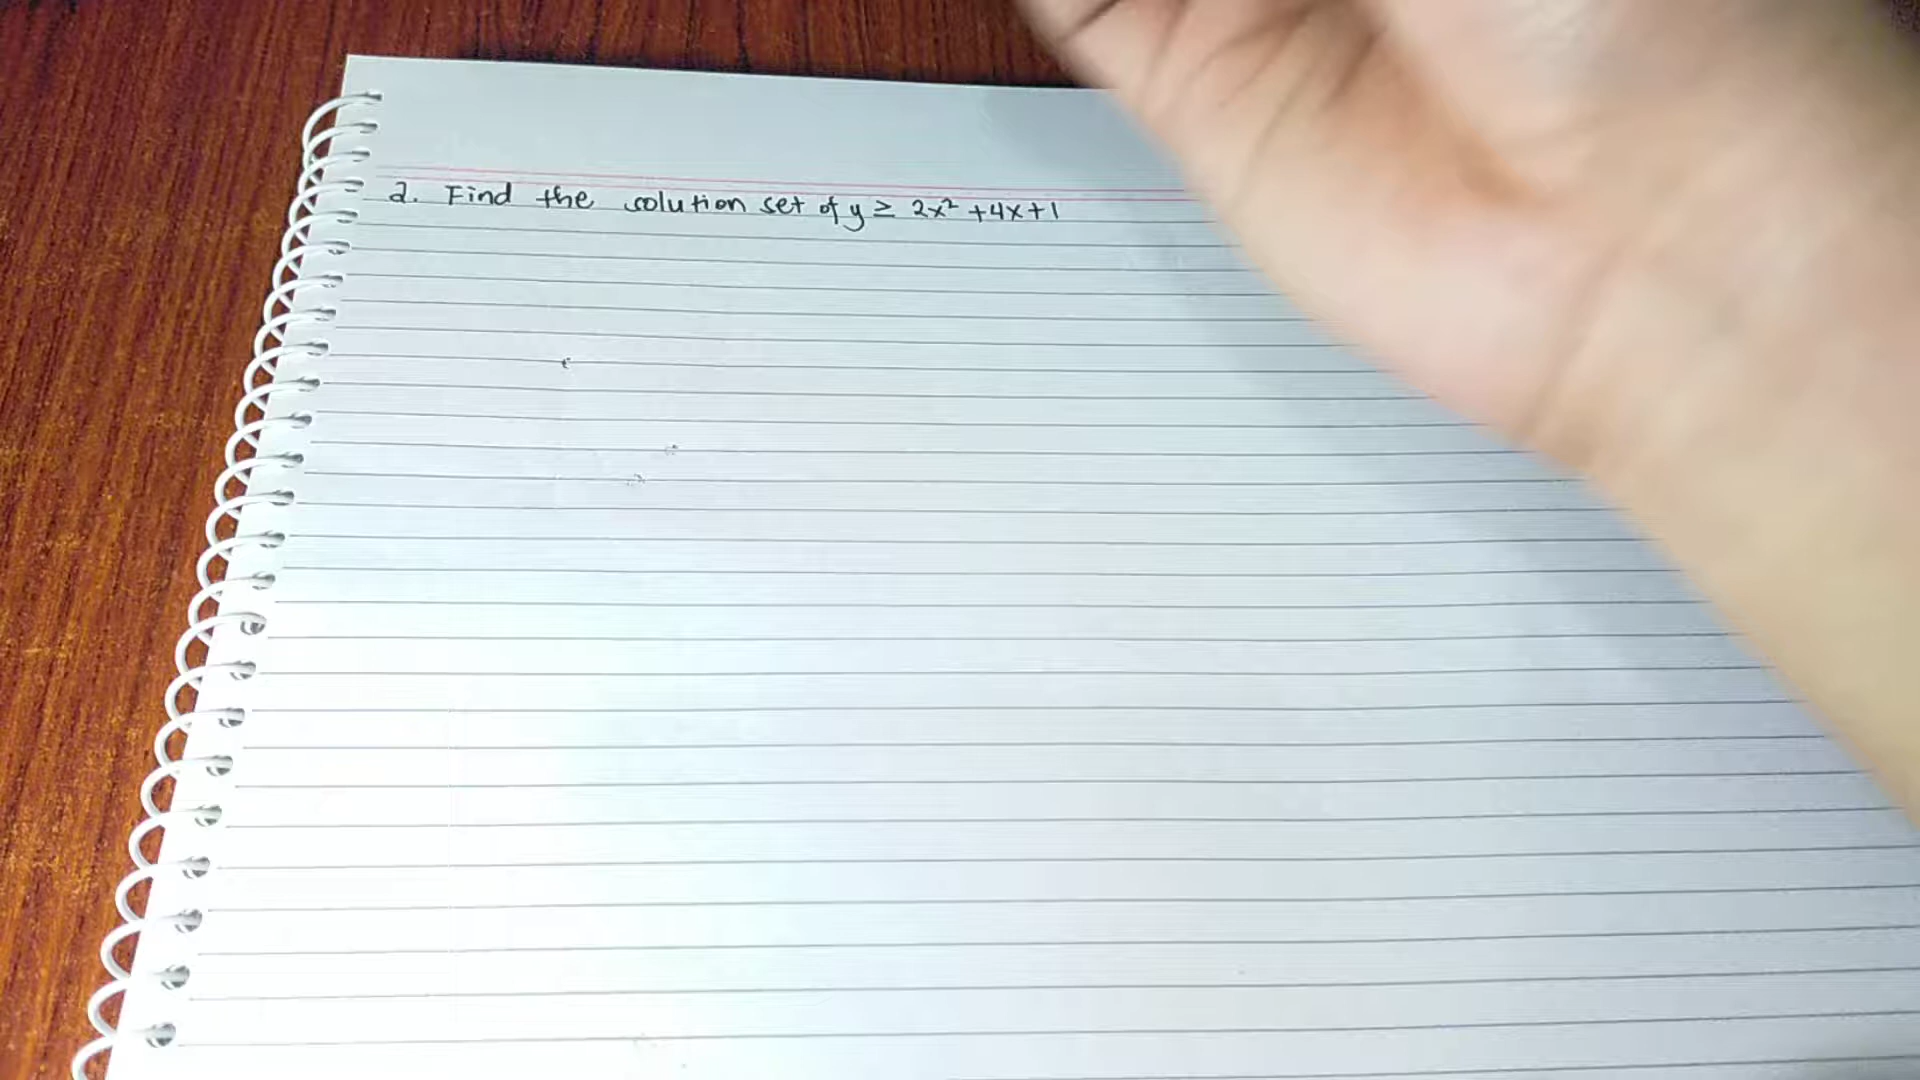 2. Find the solution set of y ≥ 2x² + 4x + 1